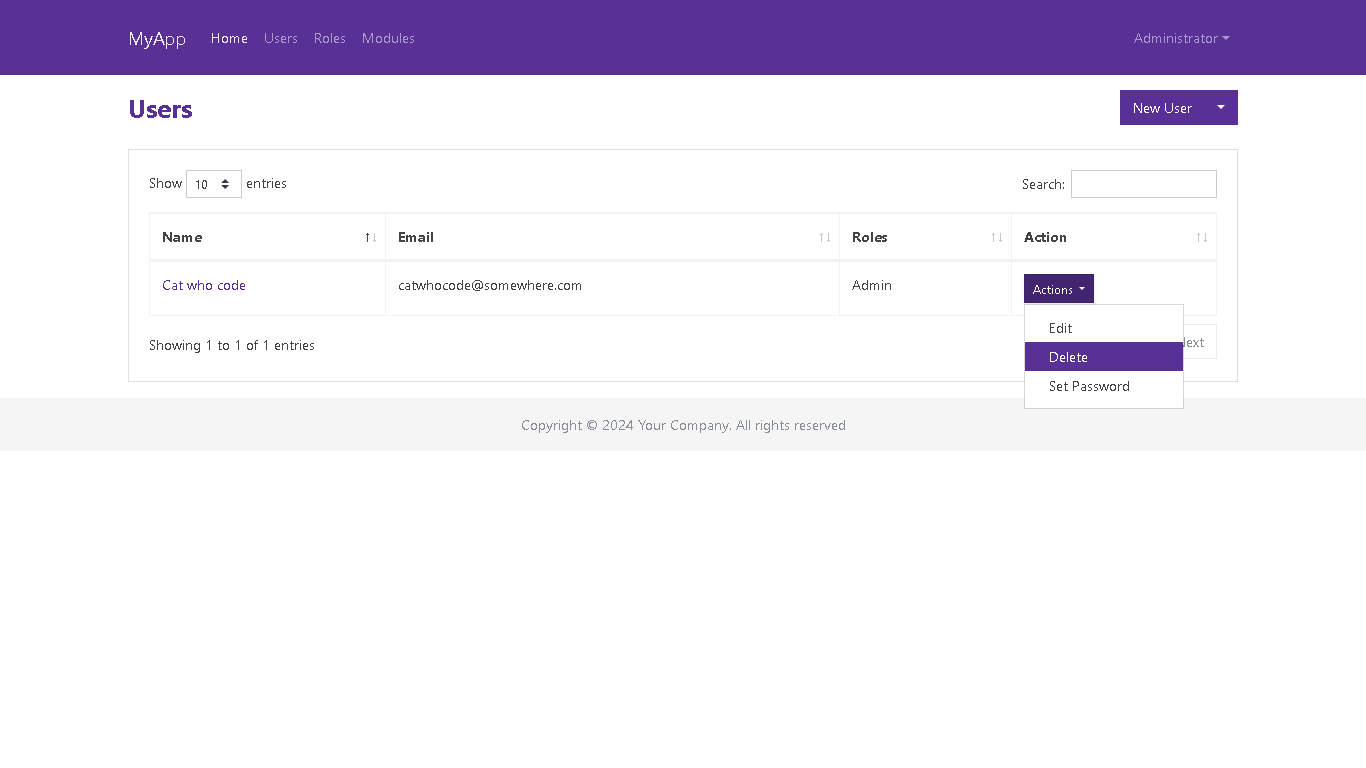 MyApp Home Users Roles Modules Administrator
Users New User
Show 10 entries Search:
Name Email Roles Action
Cat who code catwhocode@somewhere.com Admin Actions
Edit
Showing 1 to 1 of 1 entries
Delete
Set Password
Copyright © 2024 Your Company. All rights reserved